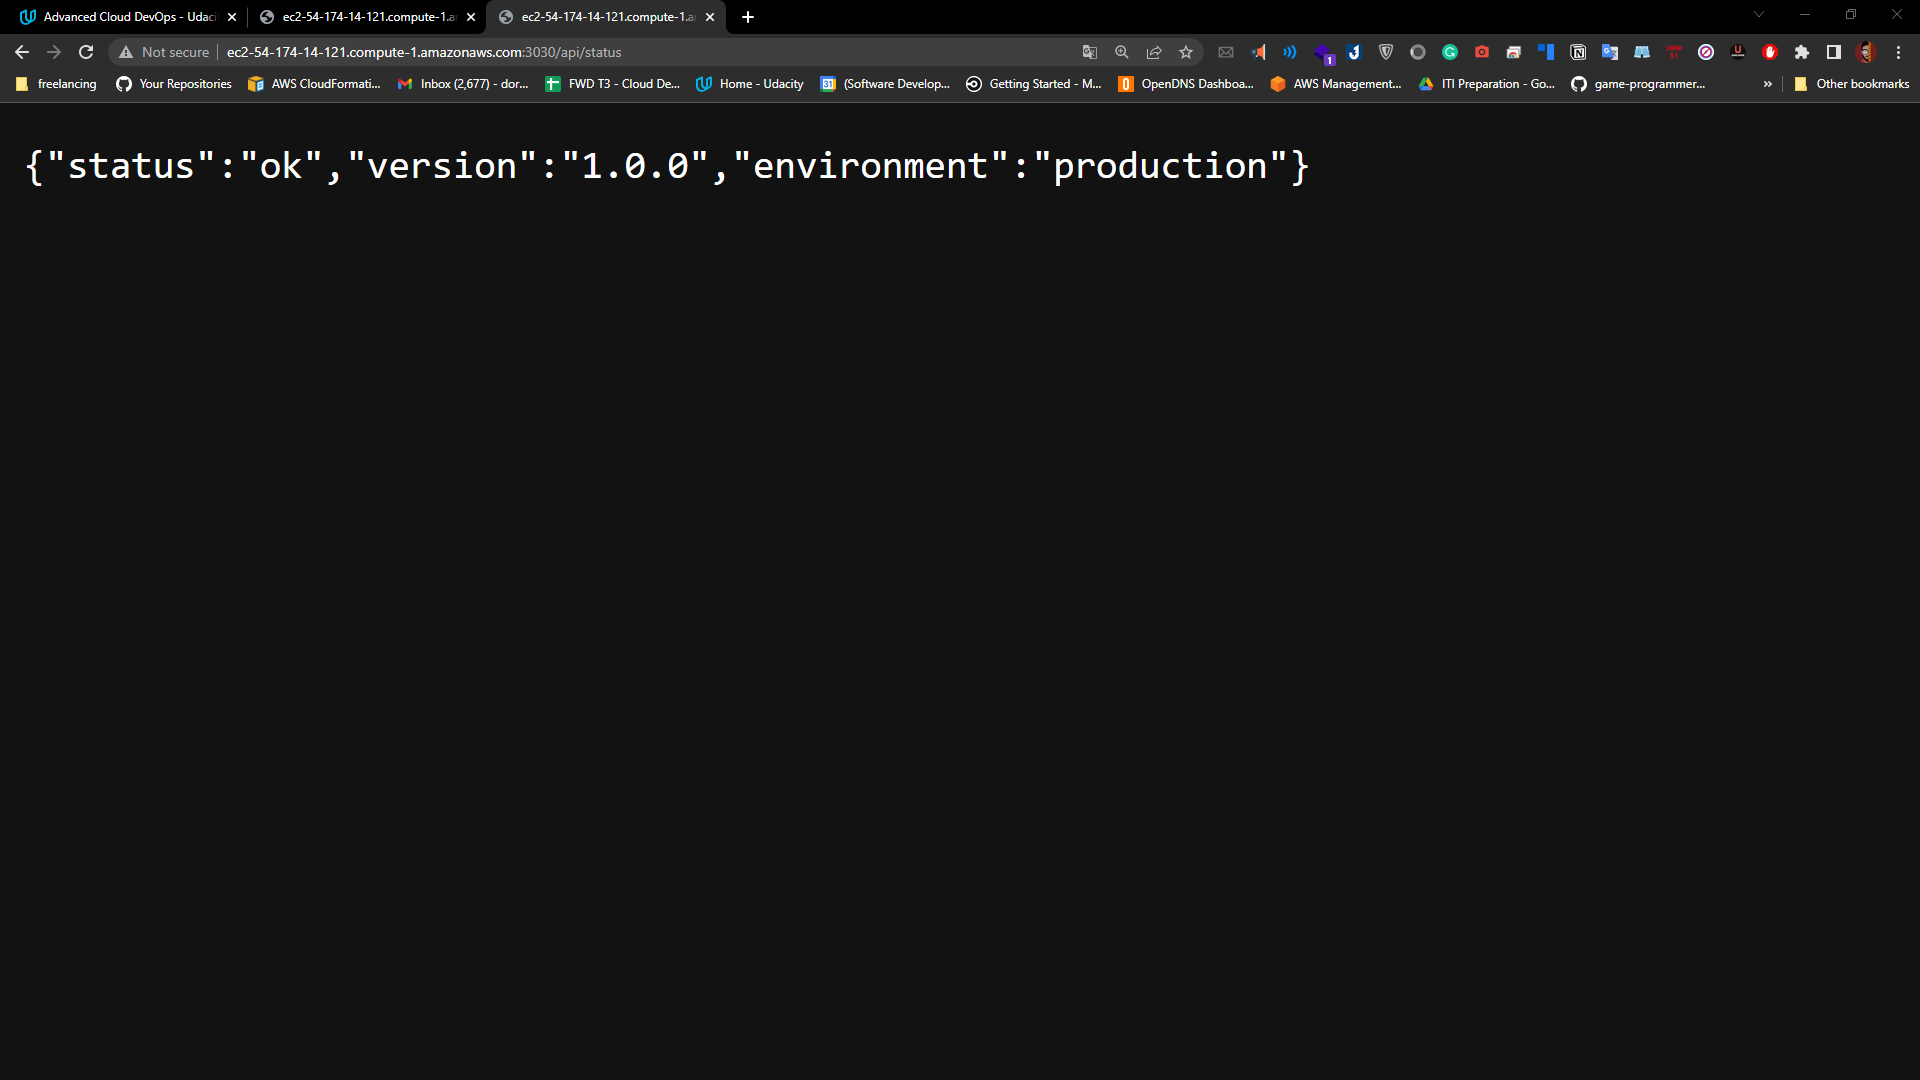 Advanced Cloud DevOps - Udaci
ec2-54-174-14-121.compute-1.a
ec2-54-174-14-121.compute-1.a
Not secure
ec2-54-174-14-121.compute-1.amazonaws.com:3030/api/status
1
freelancing
Your Repositories
AWS CloudFormati...
Inbox (2,677) - dor...
FWD T3 - Cloud De...
Home - Udacity
31
(Software Develop...
Getting Started - M...
OpenDNS Dashboa...
AWS Management...
ITI Preparation - Go...
game-programmer...
»
Other bookmarks
{"status":"ok","version":"1.0.0","environment":"production"}